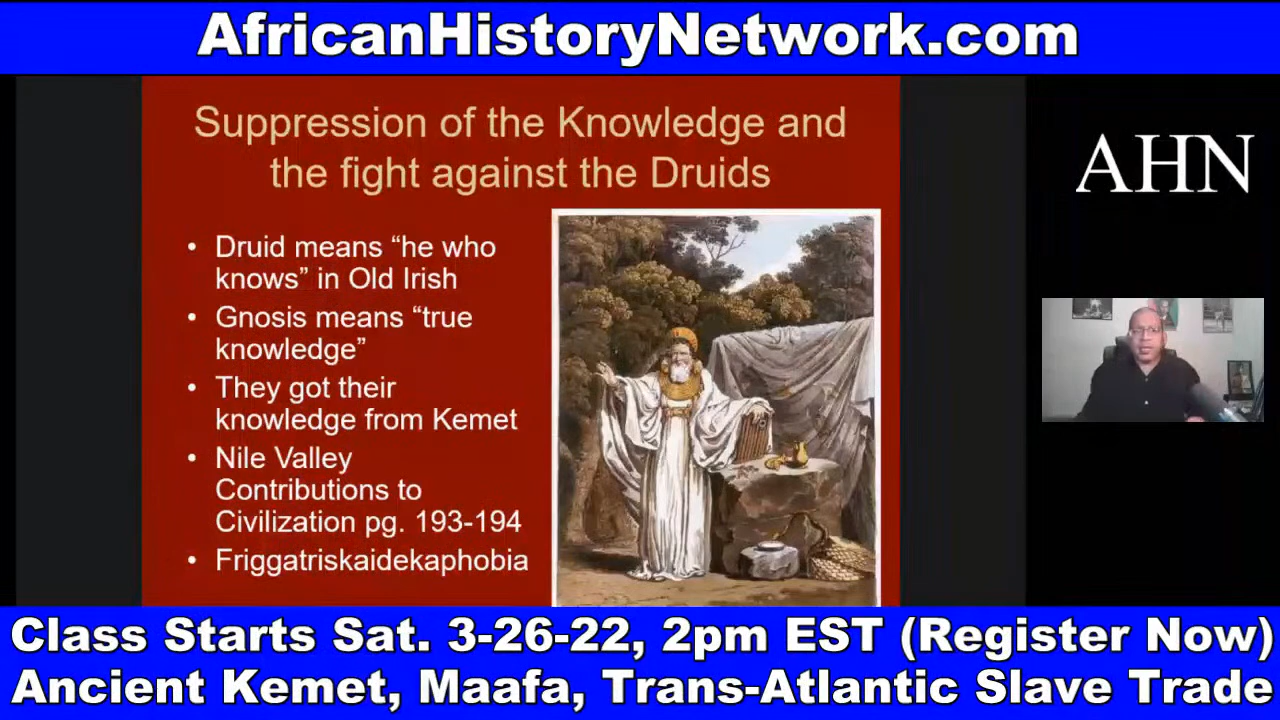 AfricanHistoryNetwork.com
Suppression of the Knowledge and
the fight against the Druids
• Druid means “he who
knows” in Old Irish
• Gnosis means “true
knowledge”
• They got their
knowledge from Kemet
• Nile Valley
Contributions to
Civilization pg. 193-194
• Friggatriskaidekaphobia
AHN
Class Starts Sat. 3-26-22, 2pm EST (Register Now)
Ancient Kemet, Maafa, Trans-Atlantic Slave Trade